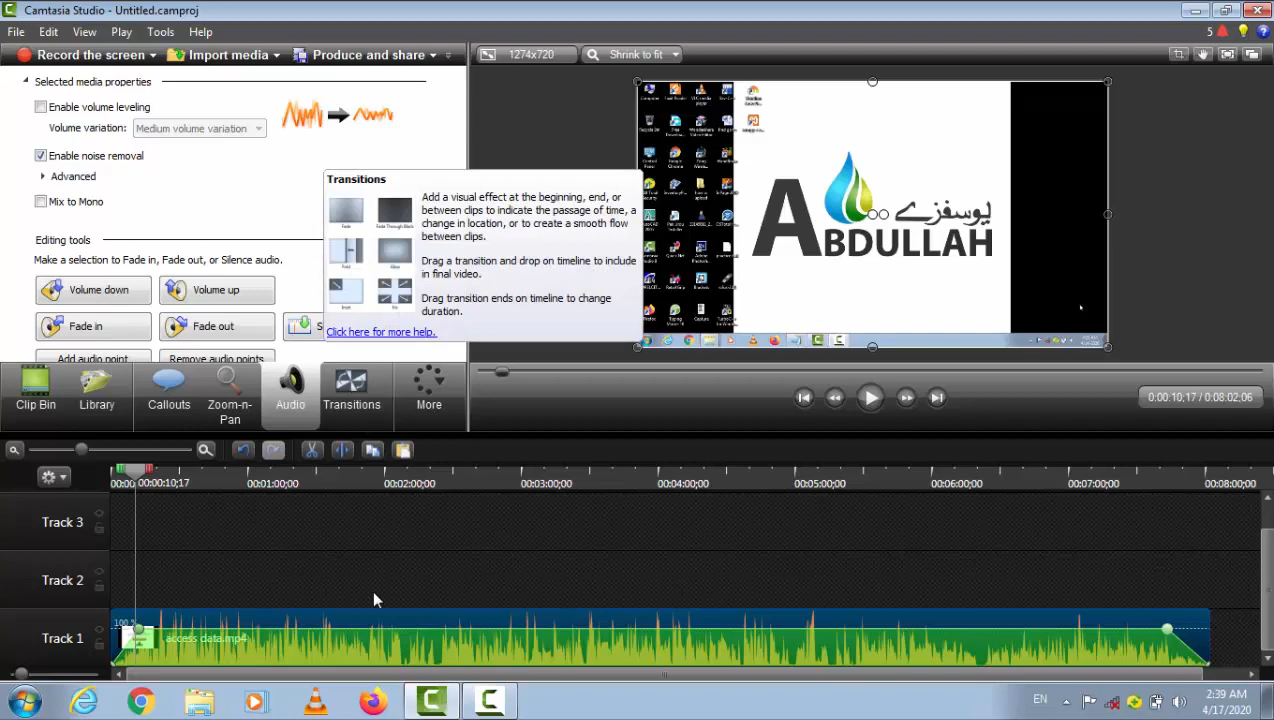 Camtasia Studio - Untitled.camproj
File Edit View Play Tools Help
5
Record the screen Import media Produce and share
1274x720 Shrink to fit
Selected media properties
Enable volume leveling
Volume variation: Medium volume variation
Enable noise removal
Advanced
Mix to Mono
Editing tools
Make a selection to Fade in, Fade out, or Silence audio.
Volume down Volume up
Fade in Fade out S
Add audio point Remove audio points
Transitions
Add a visual effect at the beginning, end, or
between clips to indicate the passage of time, a
change in location, or to create a smooth flow
between clips.
Drag a transition and drop on timeline to include
in final video.
Drag transition ends on timeline to change
duration.
Click here for more help.
يوسفزے
ABDULLAH
Clip Bin Library Callouts Zoom-n-Pan Audio Transitions More
0:00:10;17 / 0:08:02;06
00:00 00:00:10;17 00:01:00;00 00:02:00;00 00:03:00;00 00:04:00;00 00:05:00;00 00:06:00;00 00:07:00;00 00:08:00;00
Track 3
Track 2
100 %
Track 1 access data.mp4
EN
2:39 AM
4/17/2020